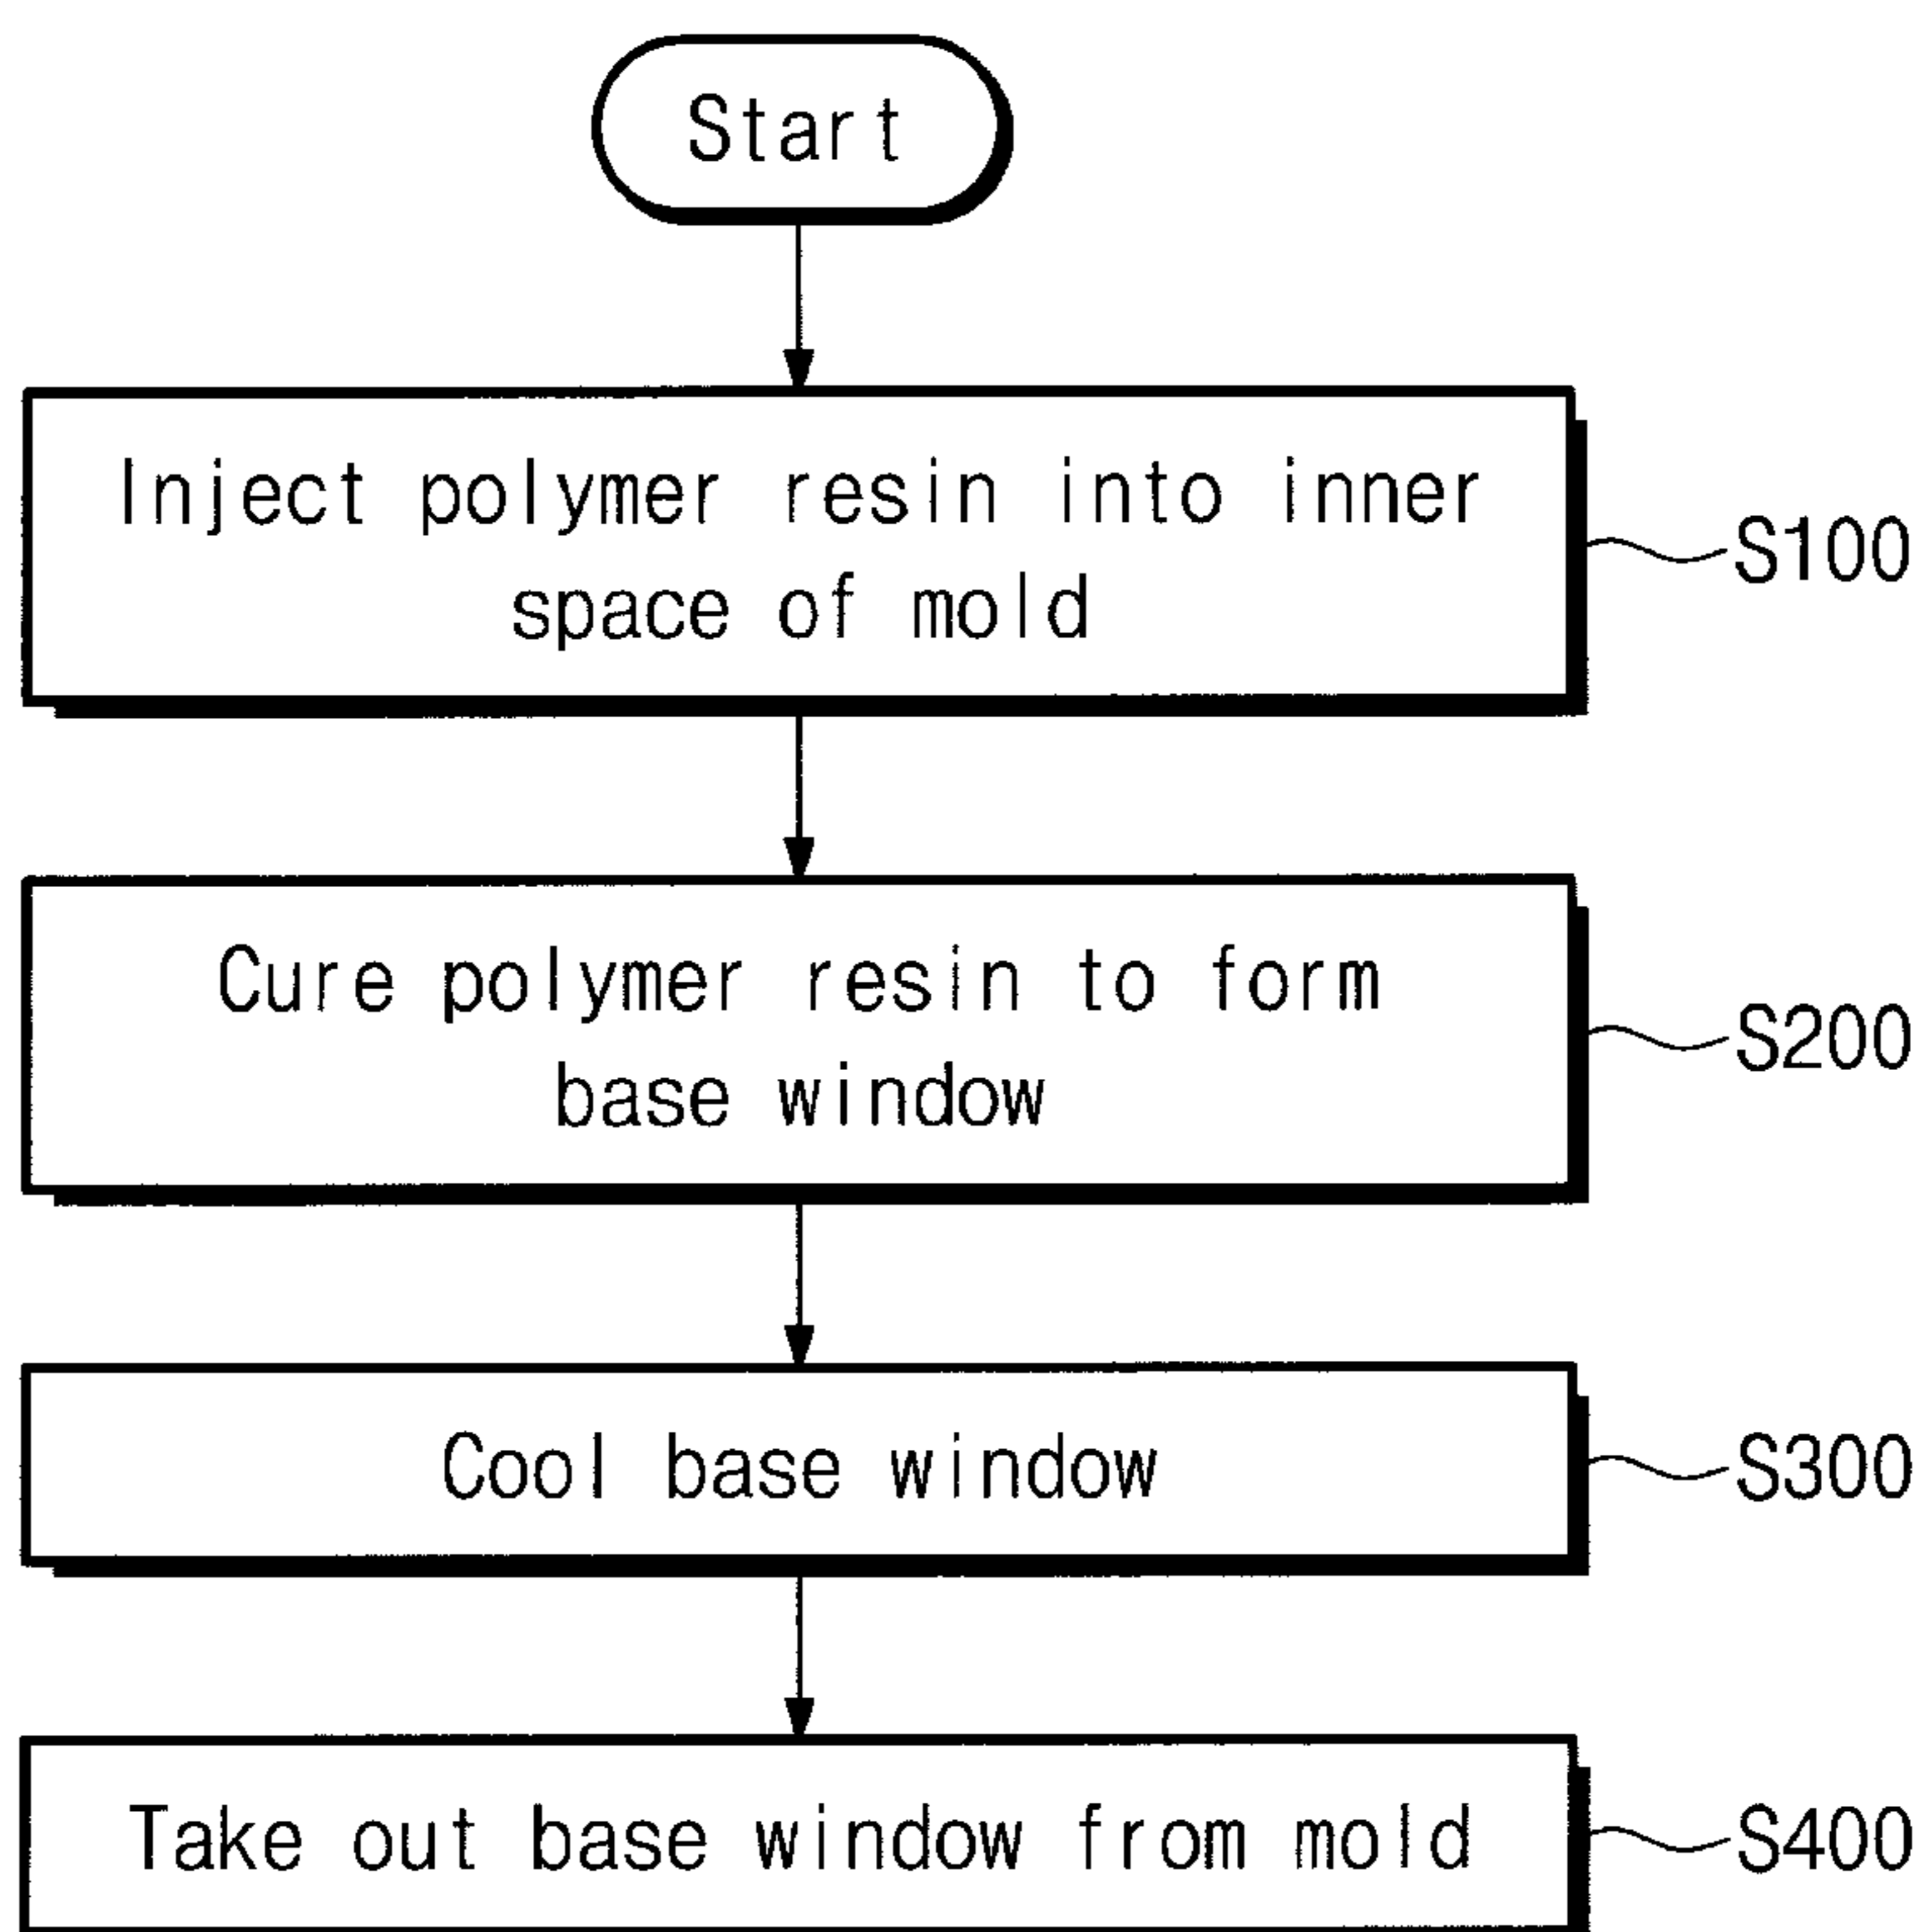 Start
Inject polymer resin into inner
space of mold
S100
Cure polymer resin to form
base window
S200
Cool base window
S300
Take out base window from mold
S400